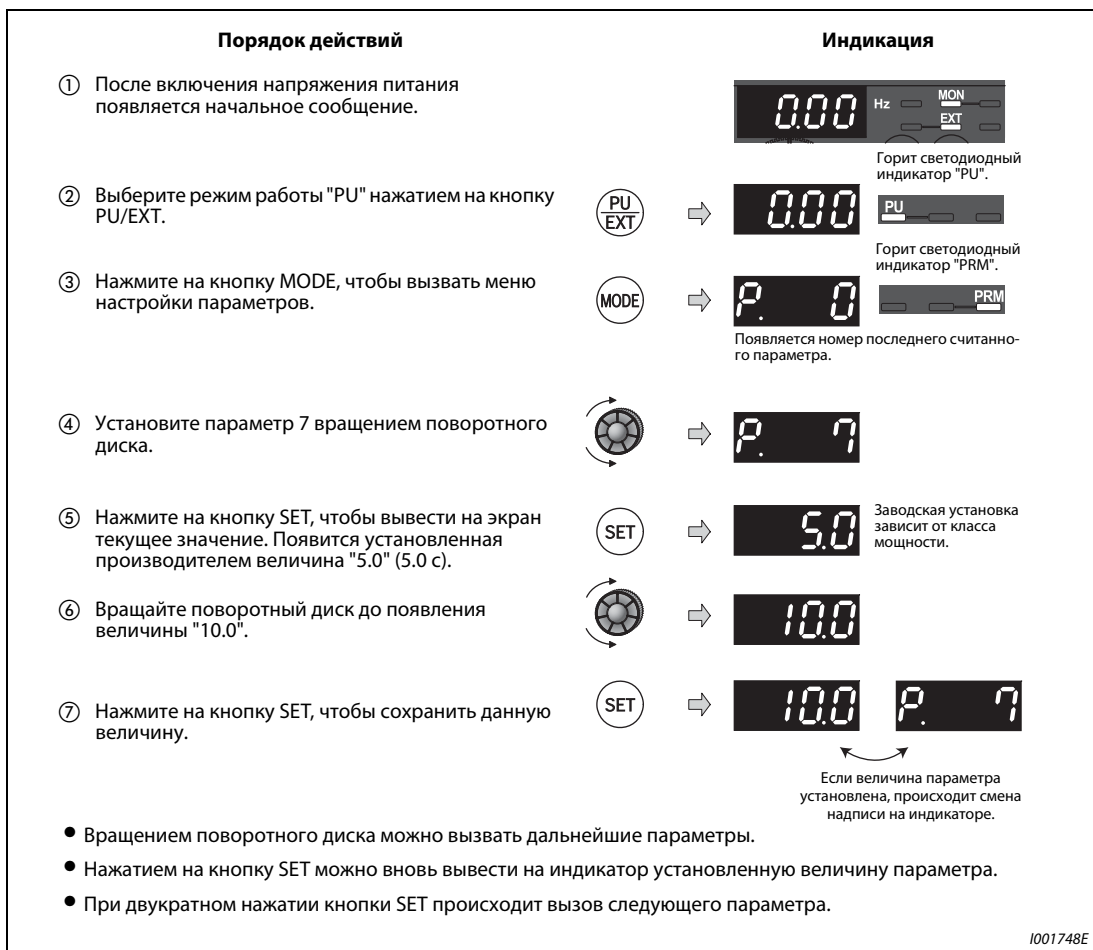 Порядок действий
Индикация
① После включения напряжения питания
появляется начальное сообщение.
0.00 Hz MON
EXT
Горит светодиодный
индикатор "PU".
② Выберите режим работы "PU" нажатием на кнопку
PU/EXT.
PU
EXT
0.00
PU
Горит светодиодный
индикатор "PRM".
③ Нажмите на кнопку MODE, чтобы вызвать меню
настройки параметров.
MODE
P. 0
PRM
Появляется номер последнего считанно-
го параметра.
④ Установите параметр 7 вращением поворотного
диска.
P. 7
⑤ Нажмите на кнопку SET, чтобы вывести на экран
текущее значение. Появится установленная
производителем величина "5.0" (5.0 с).
SET
5.0
Заводская установка
зависит от класса
мощности.
⑥ Вращайте поворотный диск до появления
величины "10.0".
10.0
⑦ Нажмите на кнопку SET, чтобы сохранить данную
величину.
SET
10.0
P. 7
Если величина параметра
установлена, происходит смена
надписи на индикаторе.
● Вращением поворотного диска можно вызвать дальнейшие параметры.
● Нажатием на кнопку SET можно вновь вывести на индикатор установленную величину параметра.
● При двукратном нажатии кнопки SET происходит вызов следующего параметра.
I001748E